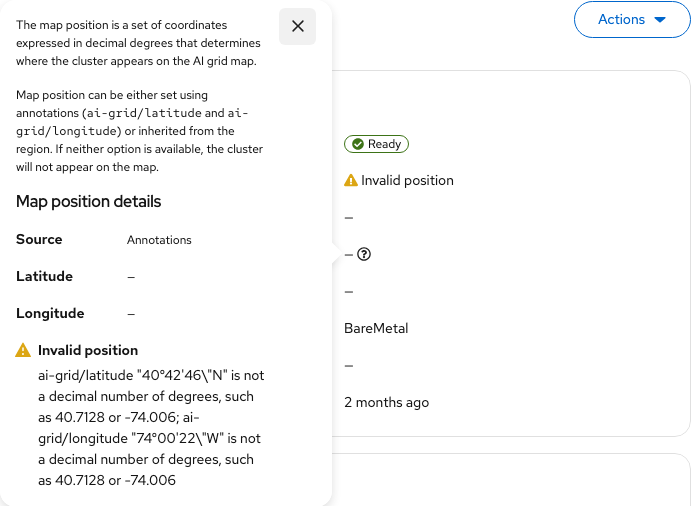 The map position is a set of coordinates
expressed in decimal degrees that determines
where the cluster appears on the AI grid map.
Map position can be either set using
annotations (ai-grid/latitude and ai-
grid/longitude) or inherited from the
region. If neither option is available, the cluster
will not appear on the map.
Map position details
Source Annotations
Latitude –
Longitude –
Invalid position
ai-grid/latitude "40°42'46\"N" is not
a decimal number of degrees, such
as 40.7128 or -74.006; ai-
grid/longitude "74°00'22\"W" is not
a decimal number of degrees, such
as 40.7128 or -74.006
Actions
Ready
Invalid position
–
–
–
BareMetal
–
2 months ago